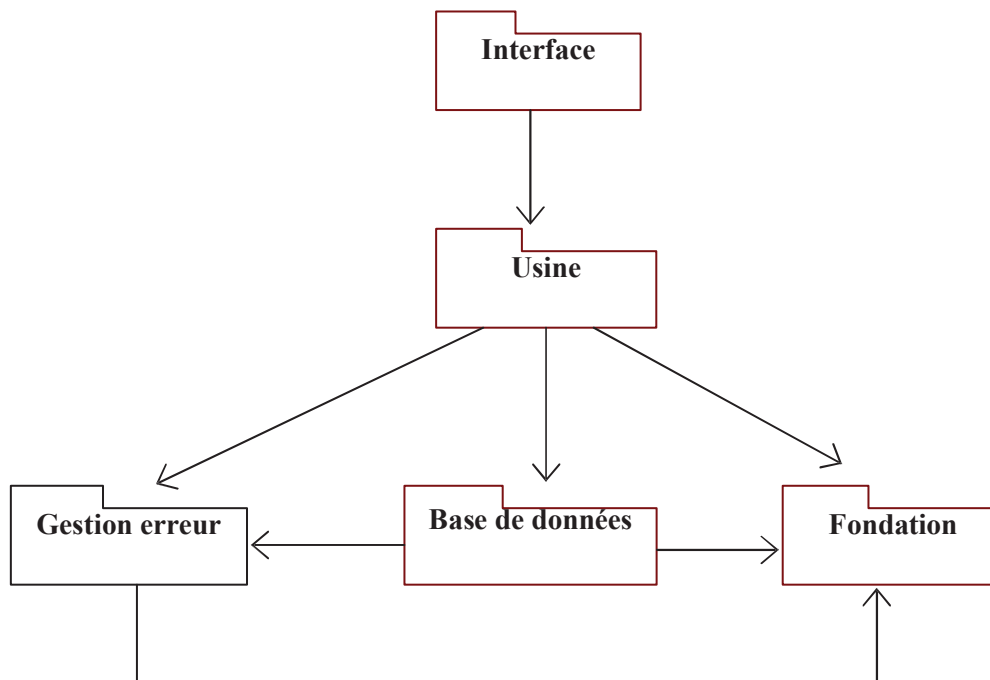 Interface
Usine
Gestion erreur
Base de données
Fondation